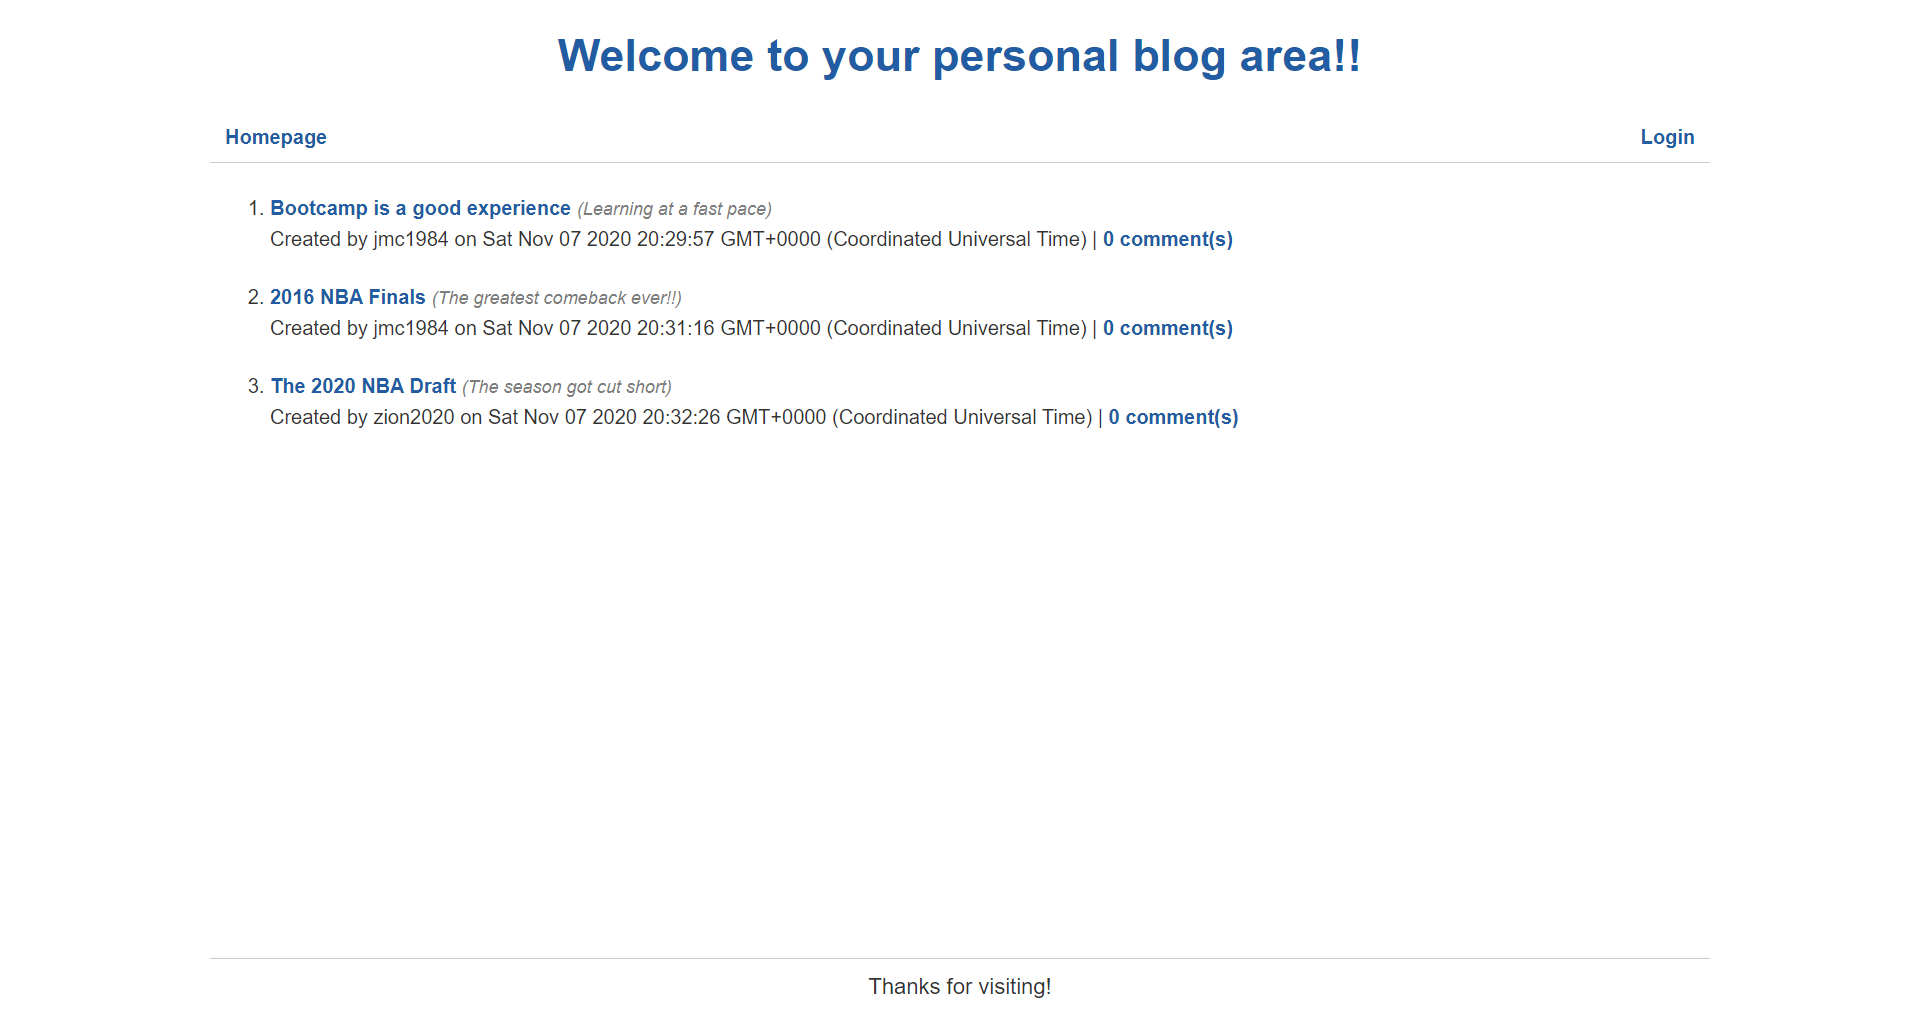 Welcome to your personal blog area!!
Homepage
Login
1. Bootcamp is a good experience (Learning at a fast pace)
Created by jmc1984 on Sat Nov 07 2020 20:29:57 GMT+0000 (Coordinated Universal Time) | 0 comment(s)
2. 2016 NBA Finals (The greatest comeback ever!!)
Created by jmc1984 on Sat Nov 07 2020 20:31:16 GMT+0000 (Coordinated Universal Time) | 0 comment(s)
3. The 2020 NBA Draft (The season got cut short)
Created by zion2020 on Sat Nov 07 2020 20:32:26 GMT+0000 (Coordinated Universal Time) | 0 comment(s)
Thanks for visiting!